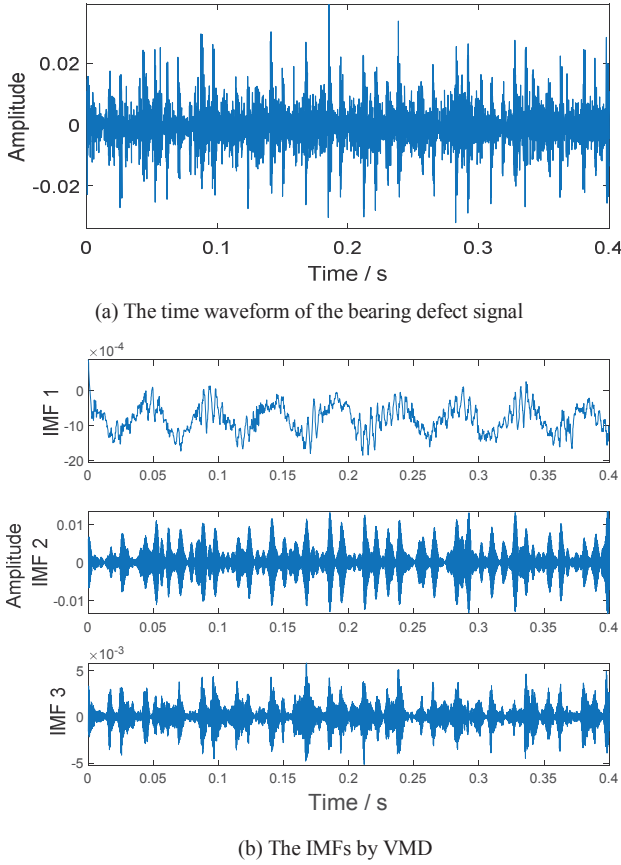 Amplitude
0.02
0
-0.02
0 0.1 0.2 0.3 0.4
Time / s
(a) The time waveform of the bearing defect signal
×10-4
IMF 1
0
-10
-20
0 0.05 0.1 0.15 0.2 0.25 0.3 0.35 0.4
Amplitude
IMF 2
0.01
0
-0.01
0 0.05 0.1 0.15 0.2 0.25 0.3 0.35 0.4
×10-3
IMF 3
5
0
-5
0 0.05 0.1 0.15 0.2 0.25 0.3 0.35 0.4
Time / s
(b) The IMFs by VMD